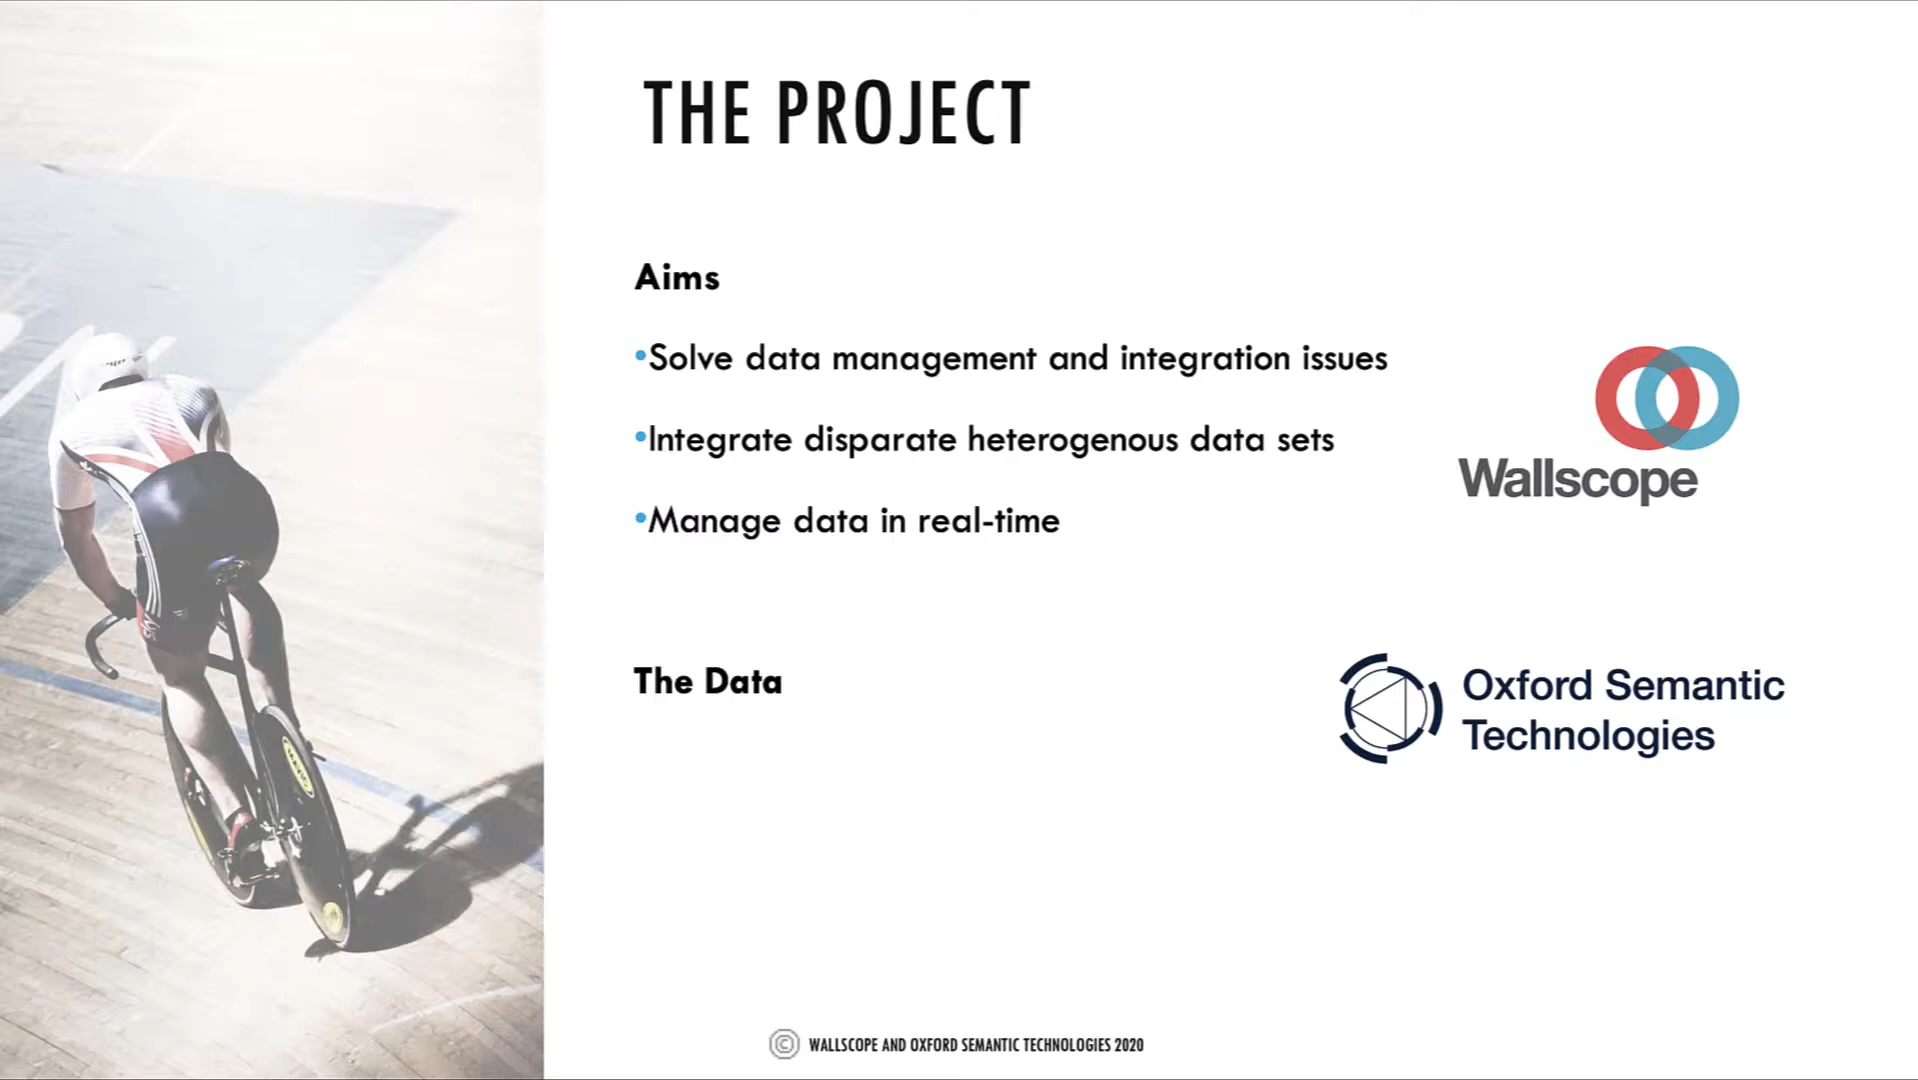 THE PROJECT
Aims
•Solve data management and integration issues
•Integrate disparate heterogenous data sets
•Manage data in real-time
Wallscope
The Data
Oxford Semantic
Technologies
© WALLSCOPE AND OXFORD SEMANTIC TECHNOLOGIES 2020